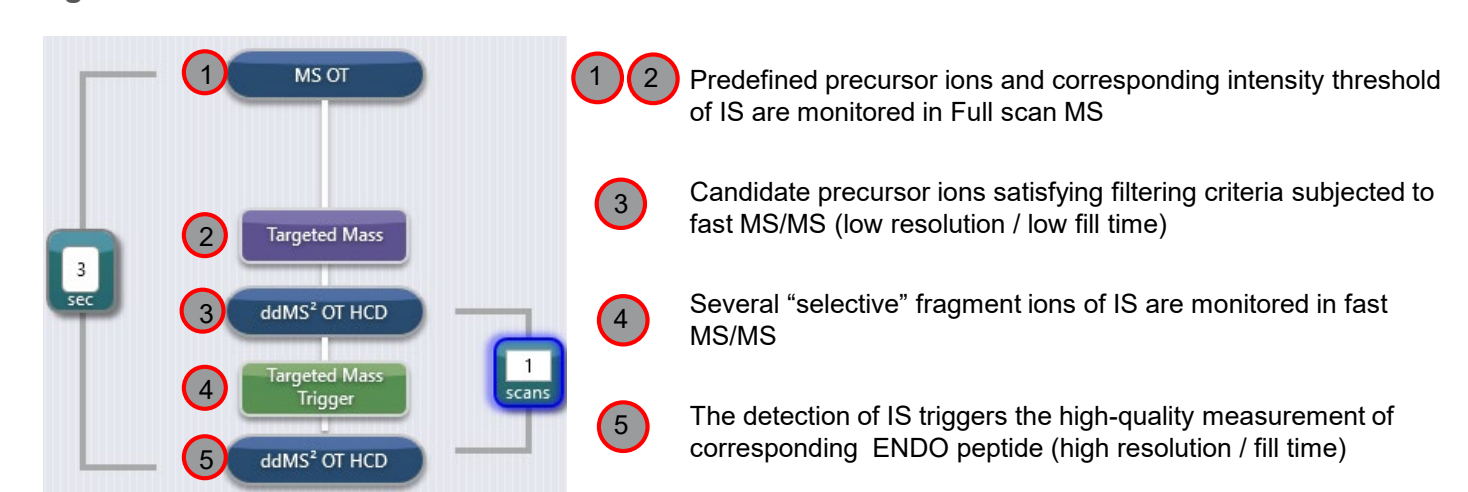 1
MS OT
2
Targeted Mass
3
sec
3
ddMS² OT HCD
4
Targeted Mass
Trigger
1
scans
5
ddMS² OT HCD
1 2 Predefined precursor ions and corresponding intensity threshold
of IS are monitored in Full scan MS
3 Candidate precursor ions satisfying filtering criteria subjected to
fast MS/MS (low resolution / low fill time)
4 Several “selective” fragment ions of IS are monitored in fast
MS/MS
5 The detection of IS triggers the high-quality measurement of
corresponding ENDO peptide (high resolution / fill time)